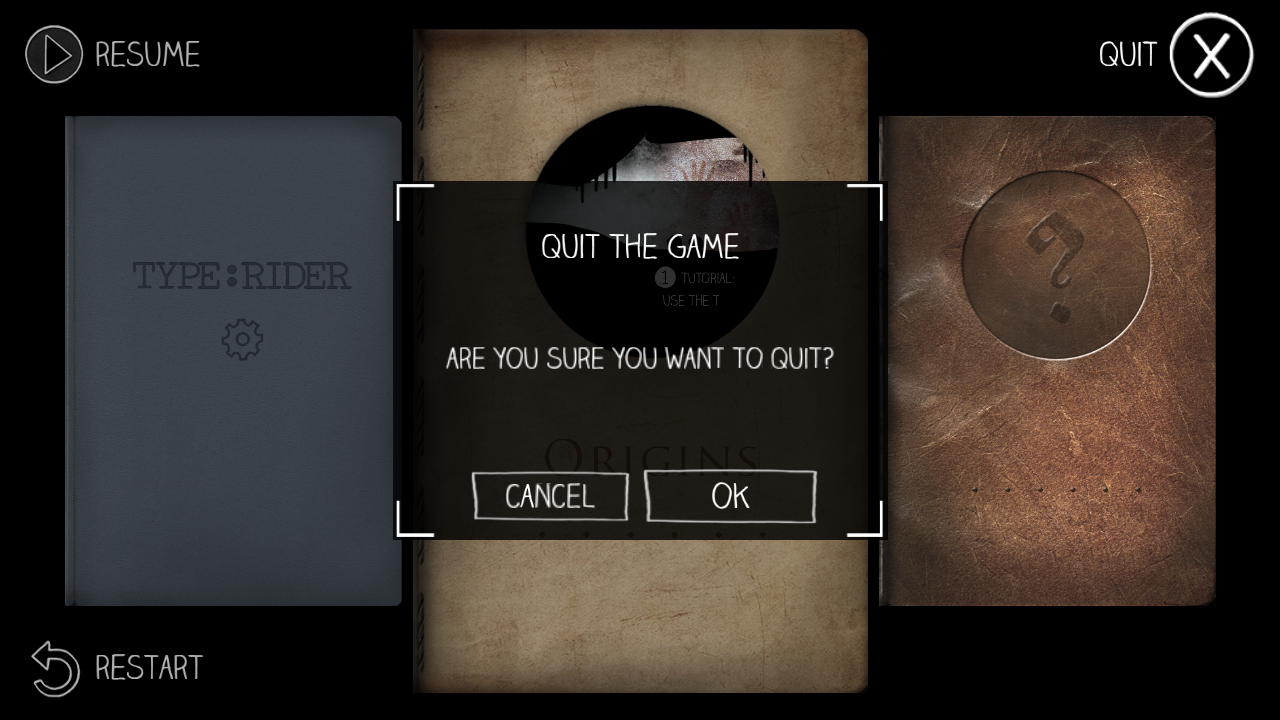 RESUME
QUIT
TYPE:RIDER
QUIT THE GAME
1 TUTORIAL:
USE THE T
ARE YOU SURE YOU WANT TO QUIT?
ORIGINS
CANCEL
OK
RESTART